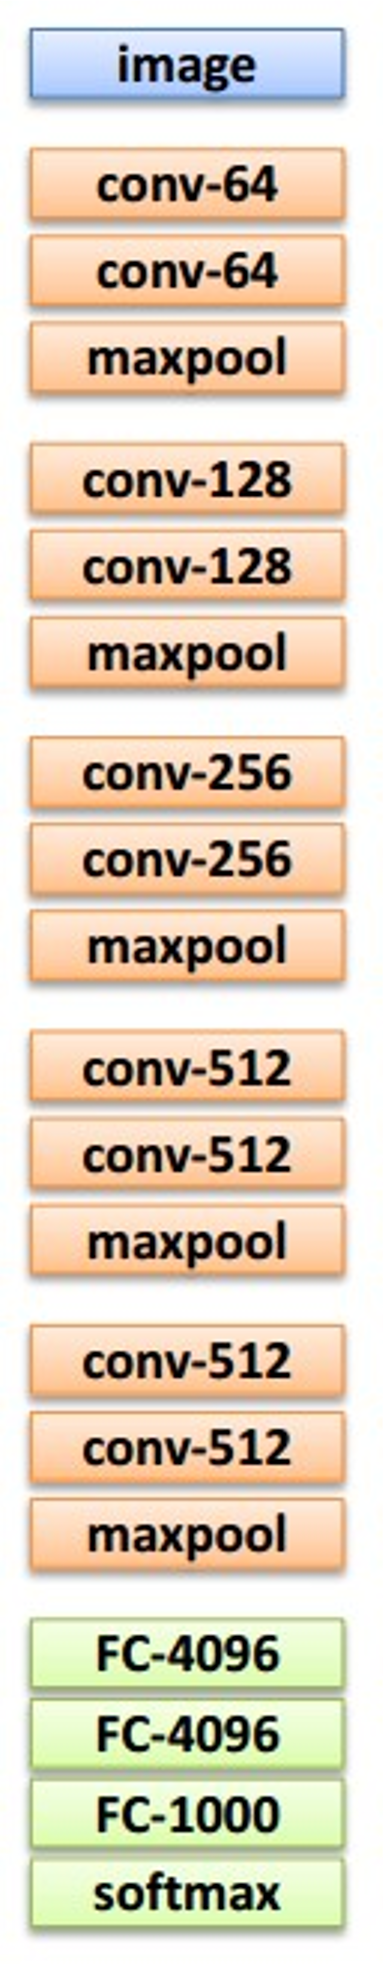 image
conv-64
conv-64
maxpool
conv-128
conv-128
maxpool
conv-256
conv-256
maxpool
conv-512
conv-512
maxpool
conv-512
conv-512
maxpool
FC-4096
FC-4096
FC-1000
softmax